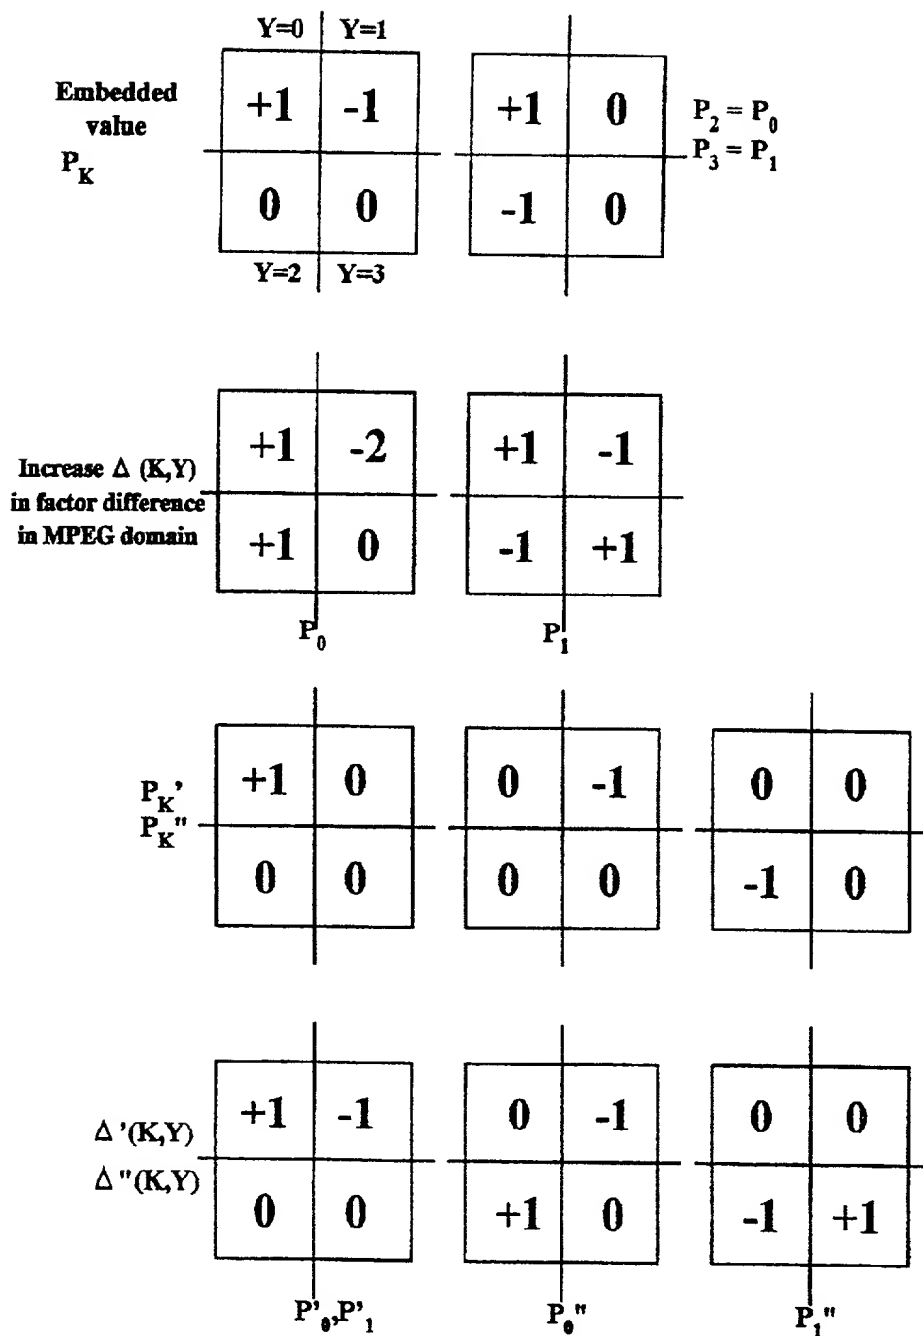 Y=0 Y=1
Embedded
value
P_K
+1 -1
0 0
Y=2 Y=3
+1 0
-1 0
P_2 = P_0
P_3 = P_1
Increase Δ (K,Y)
in factor difference
in MPEG domain
+1 -2
+1 0
P_0
+1 -1
-1 +1
P_1
P_K'
P_K"
+1 0
0 0
0 -1
0 0
0 0
-1 0
Δ'(K,Y)
Δ"(K,Y)
+1 -1
0 0
P'_0,P'_1
0 -1
+1 0
P_0"
0 0
-1 +1
P_1"